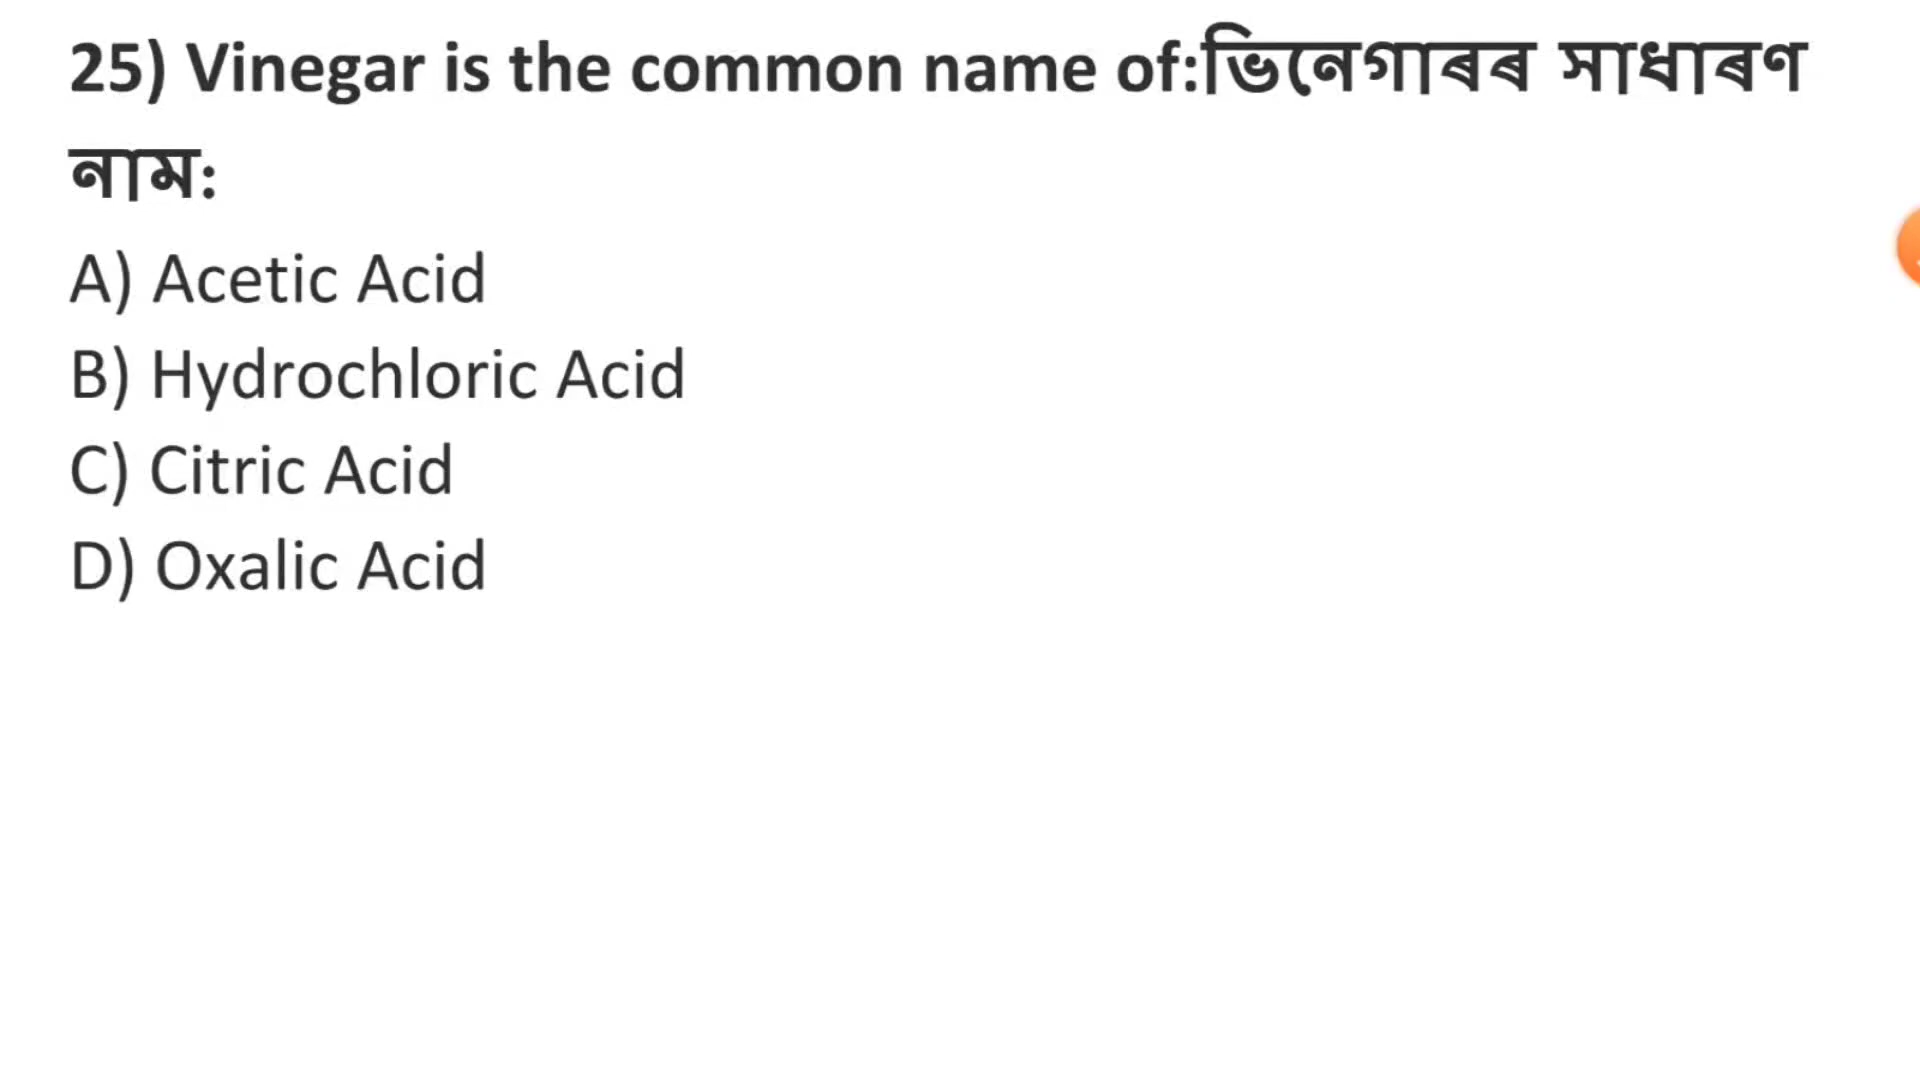 25) Vinegar is the common name of:ভিনেগাৰৰ সাধাৰণ
নাম:
A) Acetic Acid
B) Hydrochloric Acid
C) Citric Acid
D) Oxalic Acid